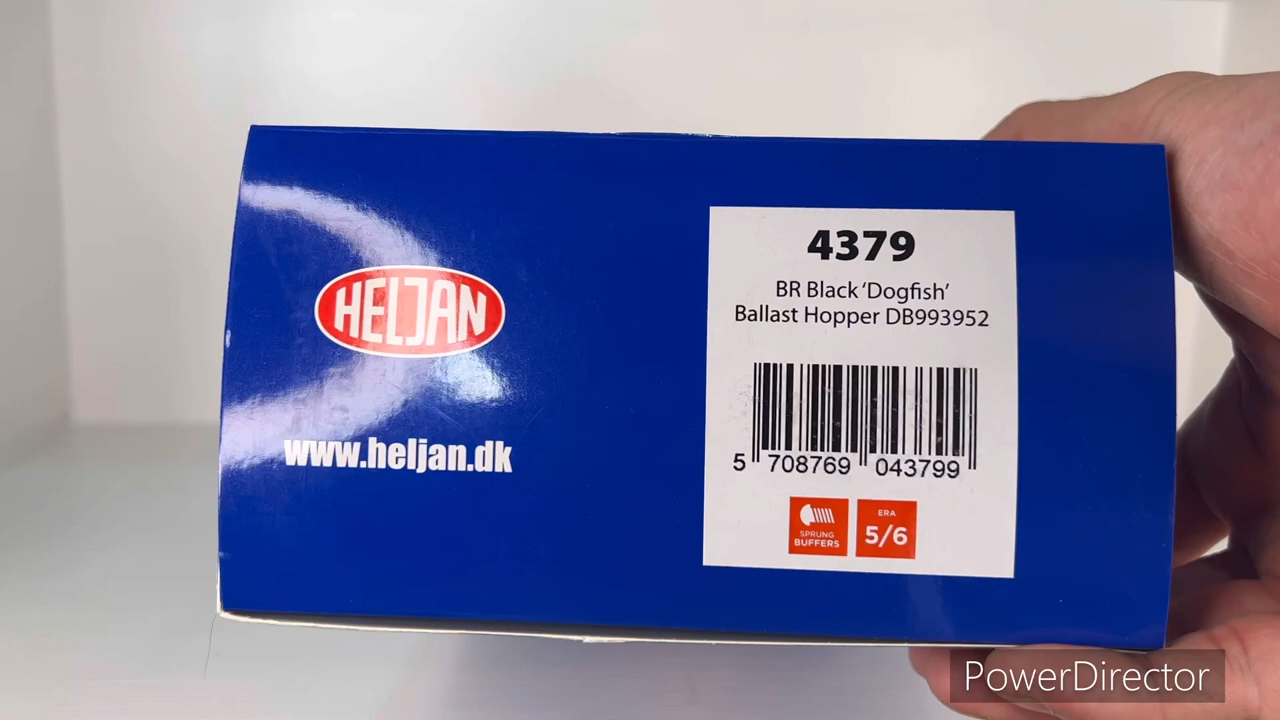 HELJAN
www.heljan.dk
4379
BR Black ‘Dogfish’
Ballast Hopper DB993952
5 708769 043799
SPRUNG
BUFFERS
ERA
5/6
PowerDirector